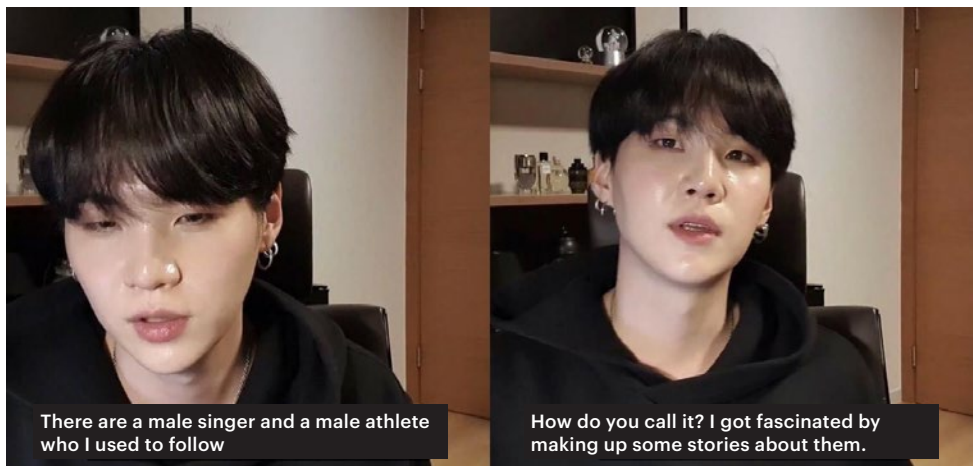 There are a male singer and a male athlete
who I used to follow
How do you call it? I got fascinated by
making up some stories about them.